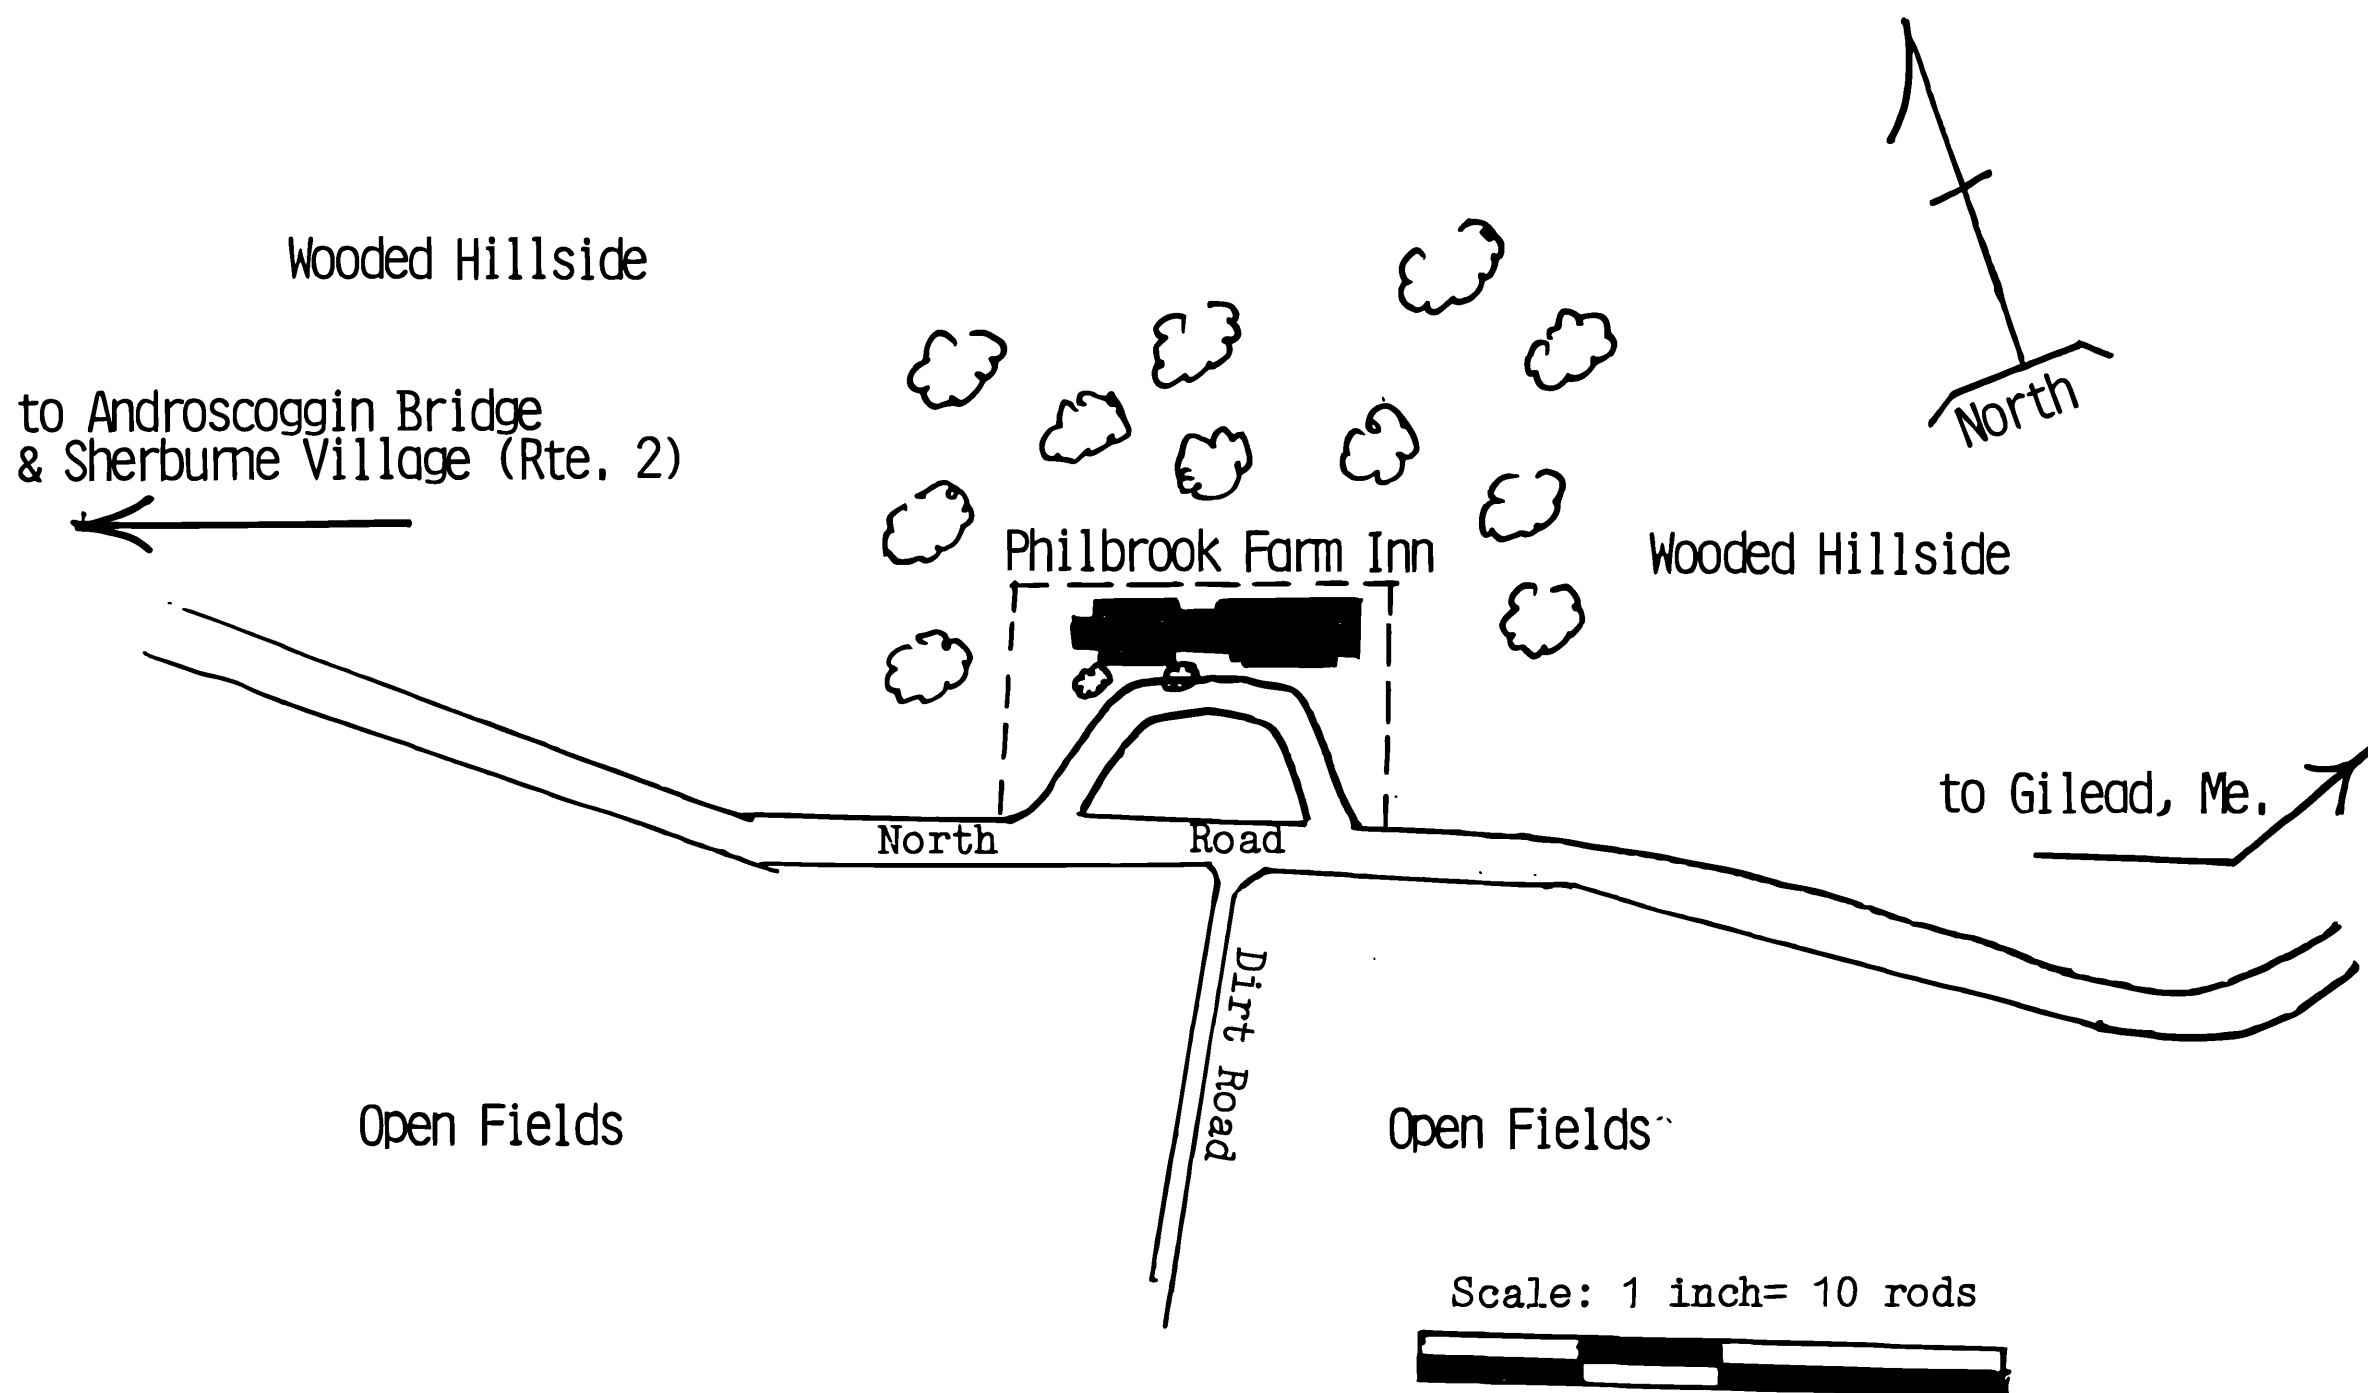 North
Wooded Hillside
to Androscoggin Bridge
& Sherburne Village (Rte. 2)
Philbrook Farm Inn
Wooded Hillside
to Gilead, Me.
North Road
Dirt Road
Open Fields
Open Fields
Scale: 1 inch= 10 rods